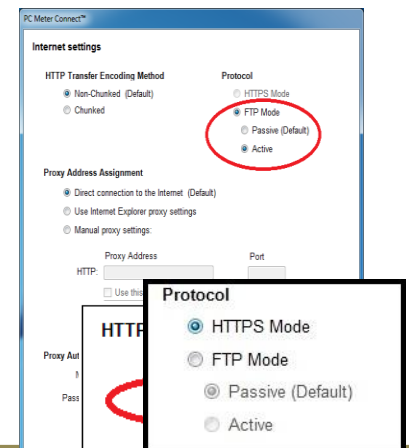 PC Meter Connect™
Internet settings
HTTP Transfer Encoding Method
Protocol
Non-Chunked (Default)
HTTPS Mode
Chunked
FTP Mode
Passive (Default)
Active
Proxy Address Assignment
Direct connection to the Internet (Default)
Use Internet Explorer proxy settings
Manual proxy settings:
Proxy Address
Port
HTTP:
Use this
Protocol
HTTPS Mode
HTTP
FTP Mode
Proxy Aut
Passive (Default)
Pass
Active